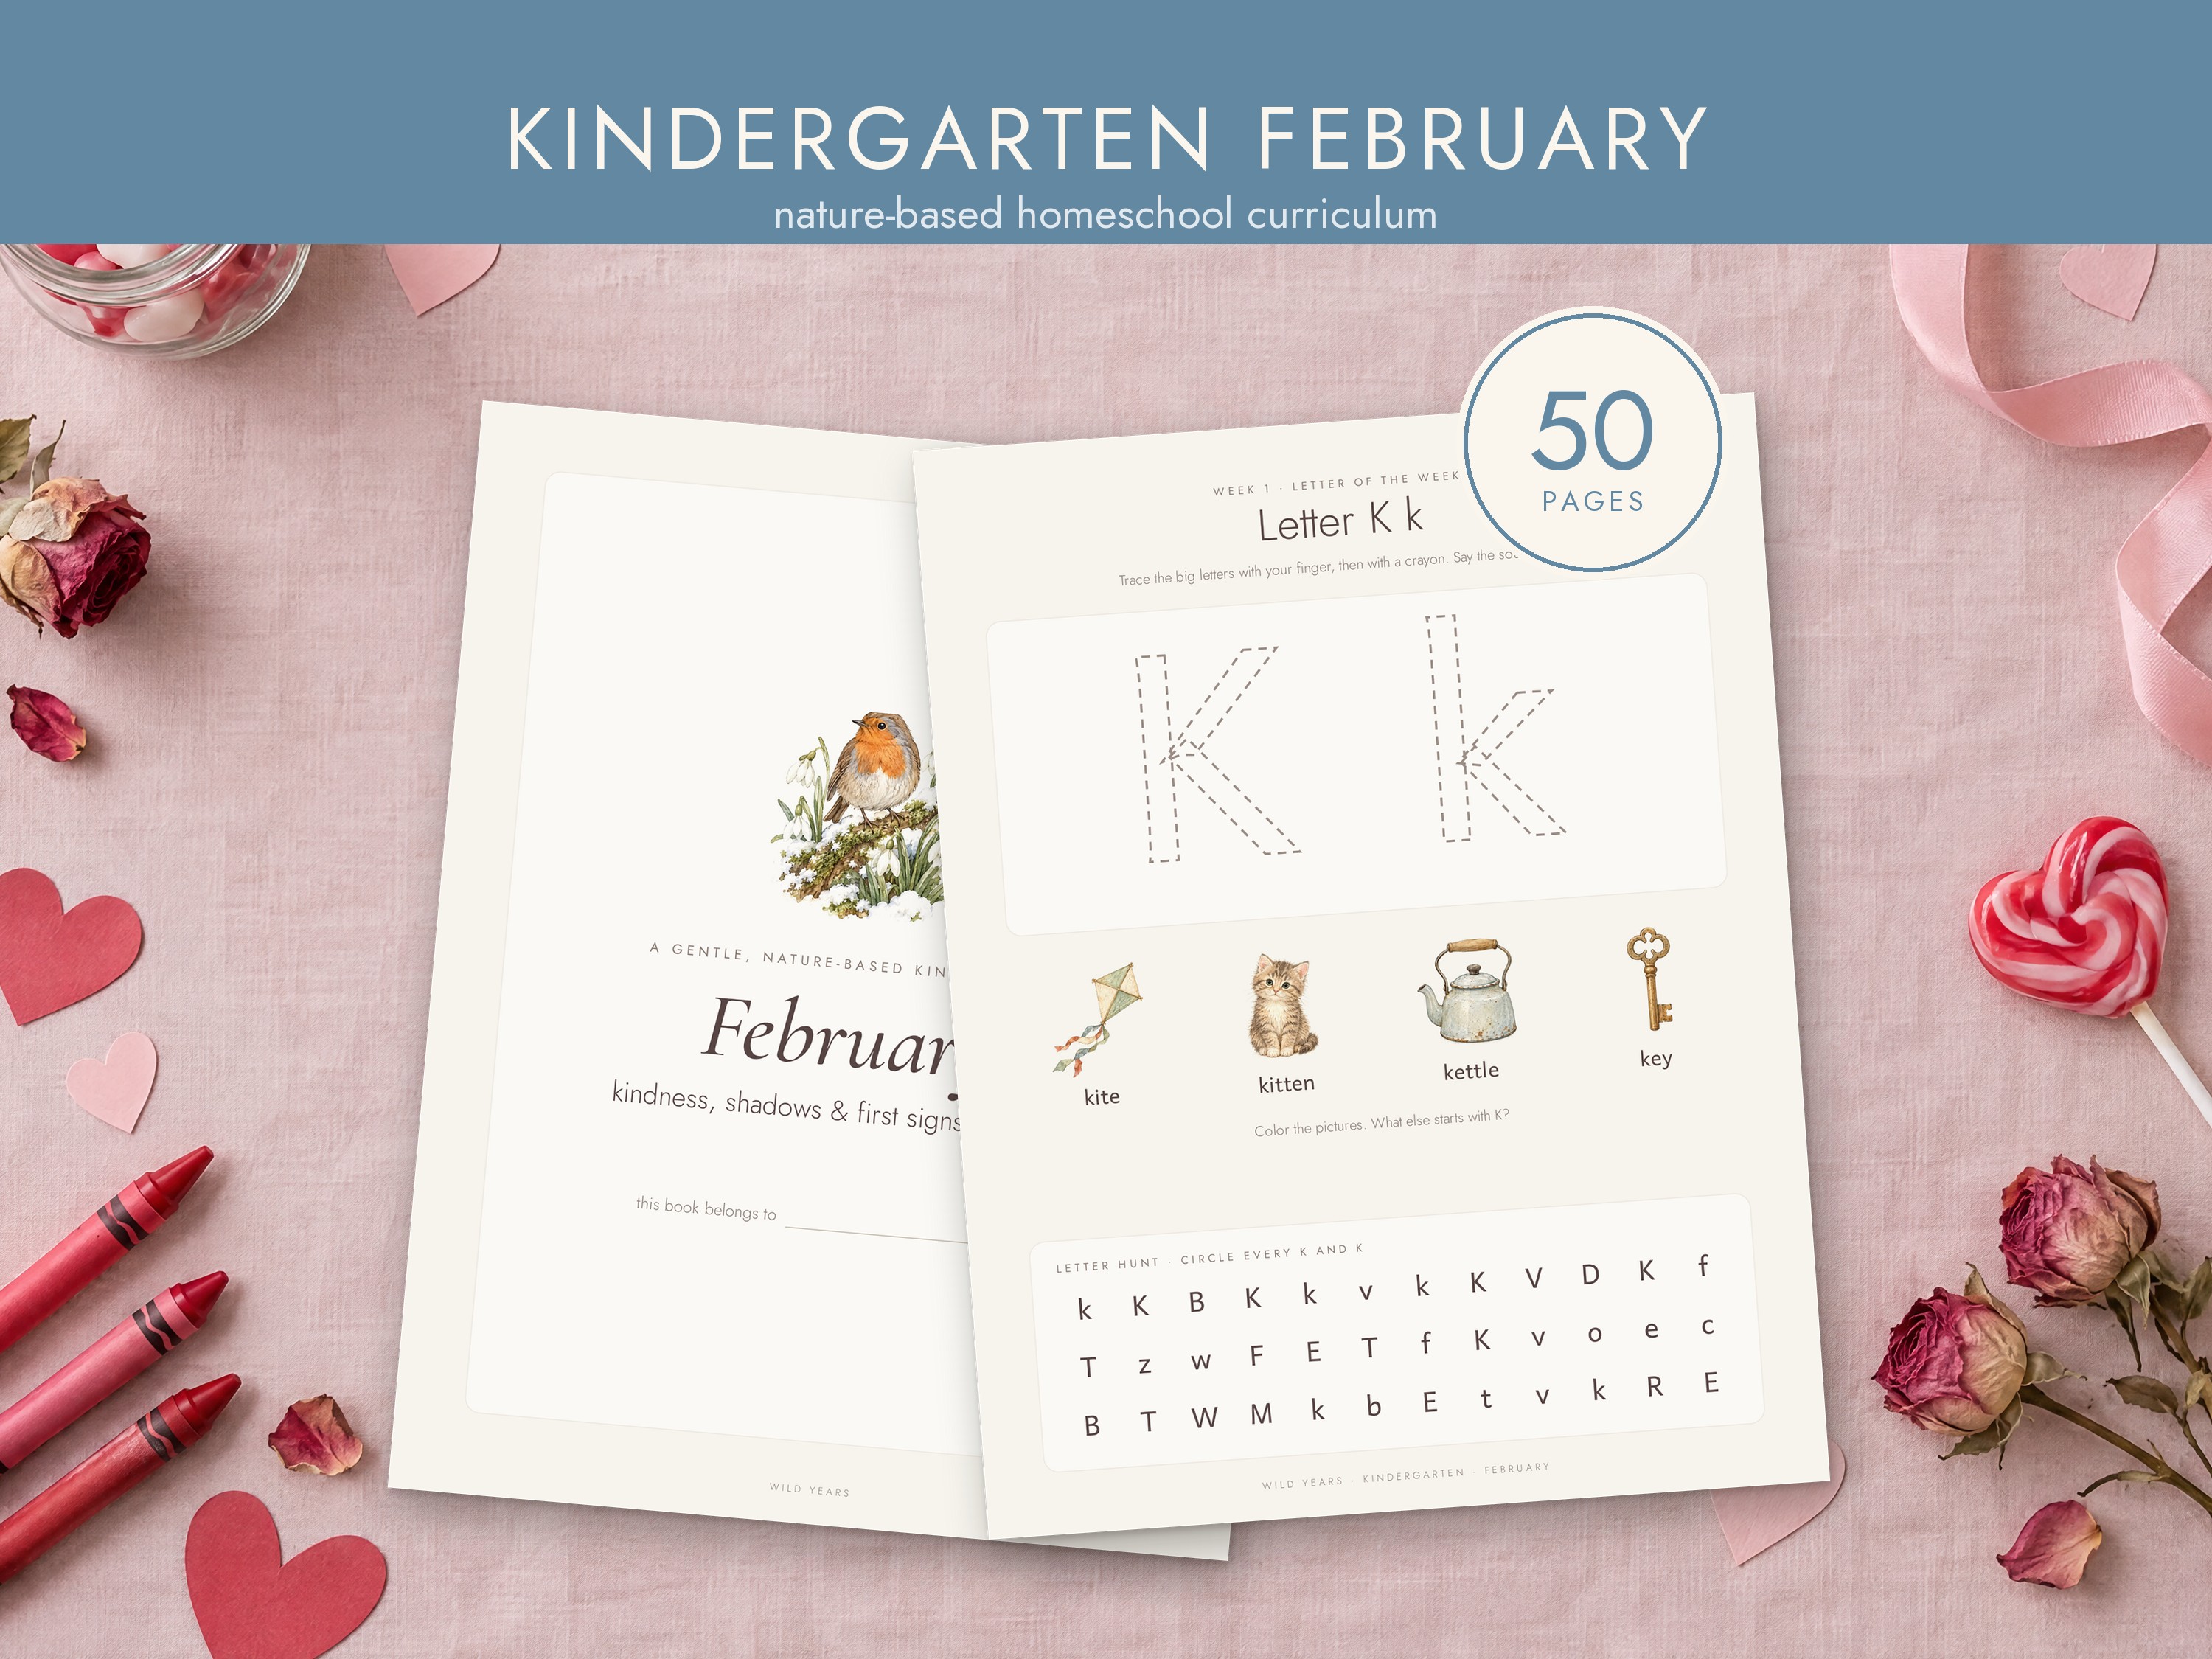 KINDERGARTEN FEBRUARY
nature-based homeschool curriculum
50
PAGES
A GENTLE, NATURE-BASED
February
kindness, shadows & first signs
this book belongs to
WILD YEARS
WEEK 1 · LETTER OF THE WEEK
Letter K k
Trace the big letters with your finger, then with a crayon. Say the
K k
kite kitten kettle key
Color the pictures. What else starts with K?
LETTER HUNT · CIRCLE EVERY K AND K
k K B K k v k K V D K f
T z w F E T f K v o e c
B T W M k b E t v k R E
WILD YEARS · KINDERGARTEN · FEBRUARY